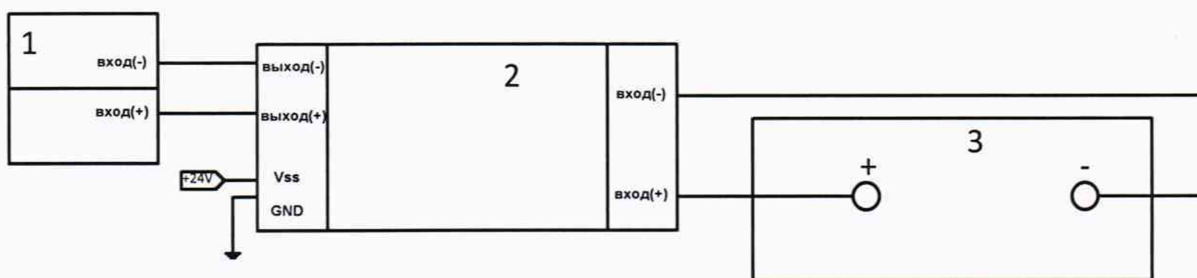 1
вход(-)
вход(+)
2
выход(-)
выход(+)
+24V
Vss
GND
вход(-)
вход(+)
3
+
-